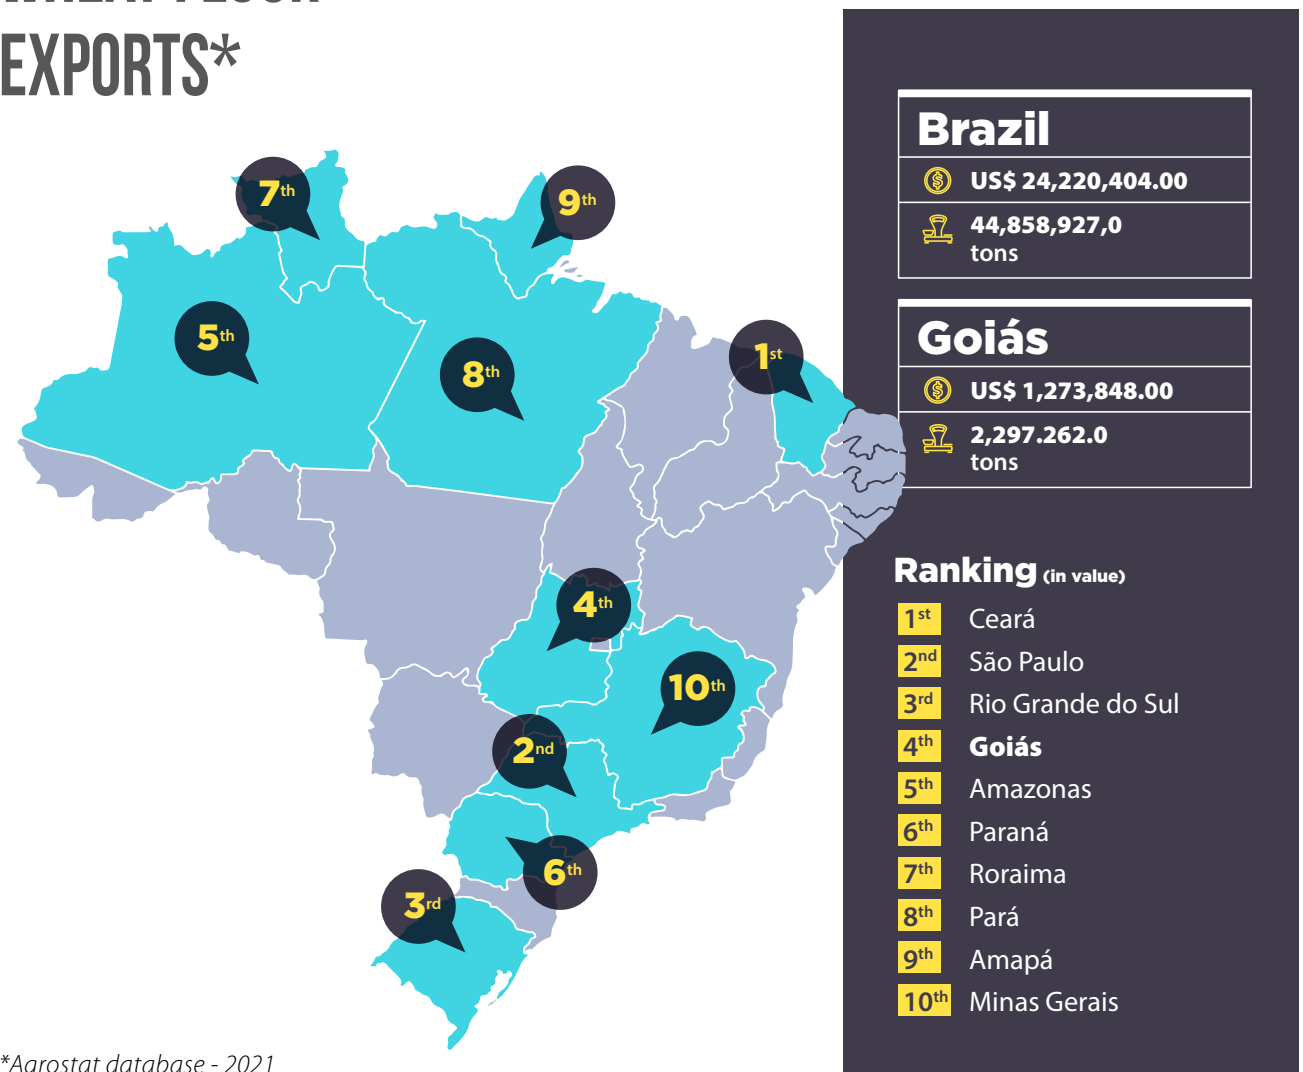 EXPORTS*
7th
9th
5th
8th
1st
4th
10th
2nd
6th
3rd
Brazil
US$ 24,220,404.00
44,858,927,0
tons
Goiás
US$ 1,273,848.00
2,297.262.0
tons
Ranking (in value)
1st Ceará
2nd São Paulo
3rd Rio Grande do Sul
4th Goiás
5th Amazonas
6th Paraná
7th Roraima
8th Pará
9th Amapá
10th Minas Gerais
*Agrostat database - 2021